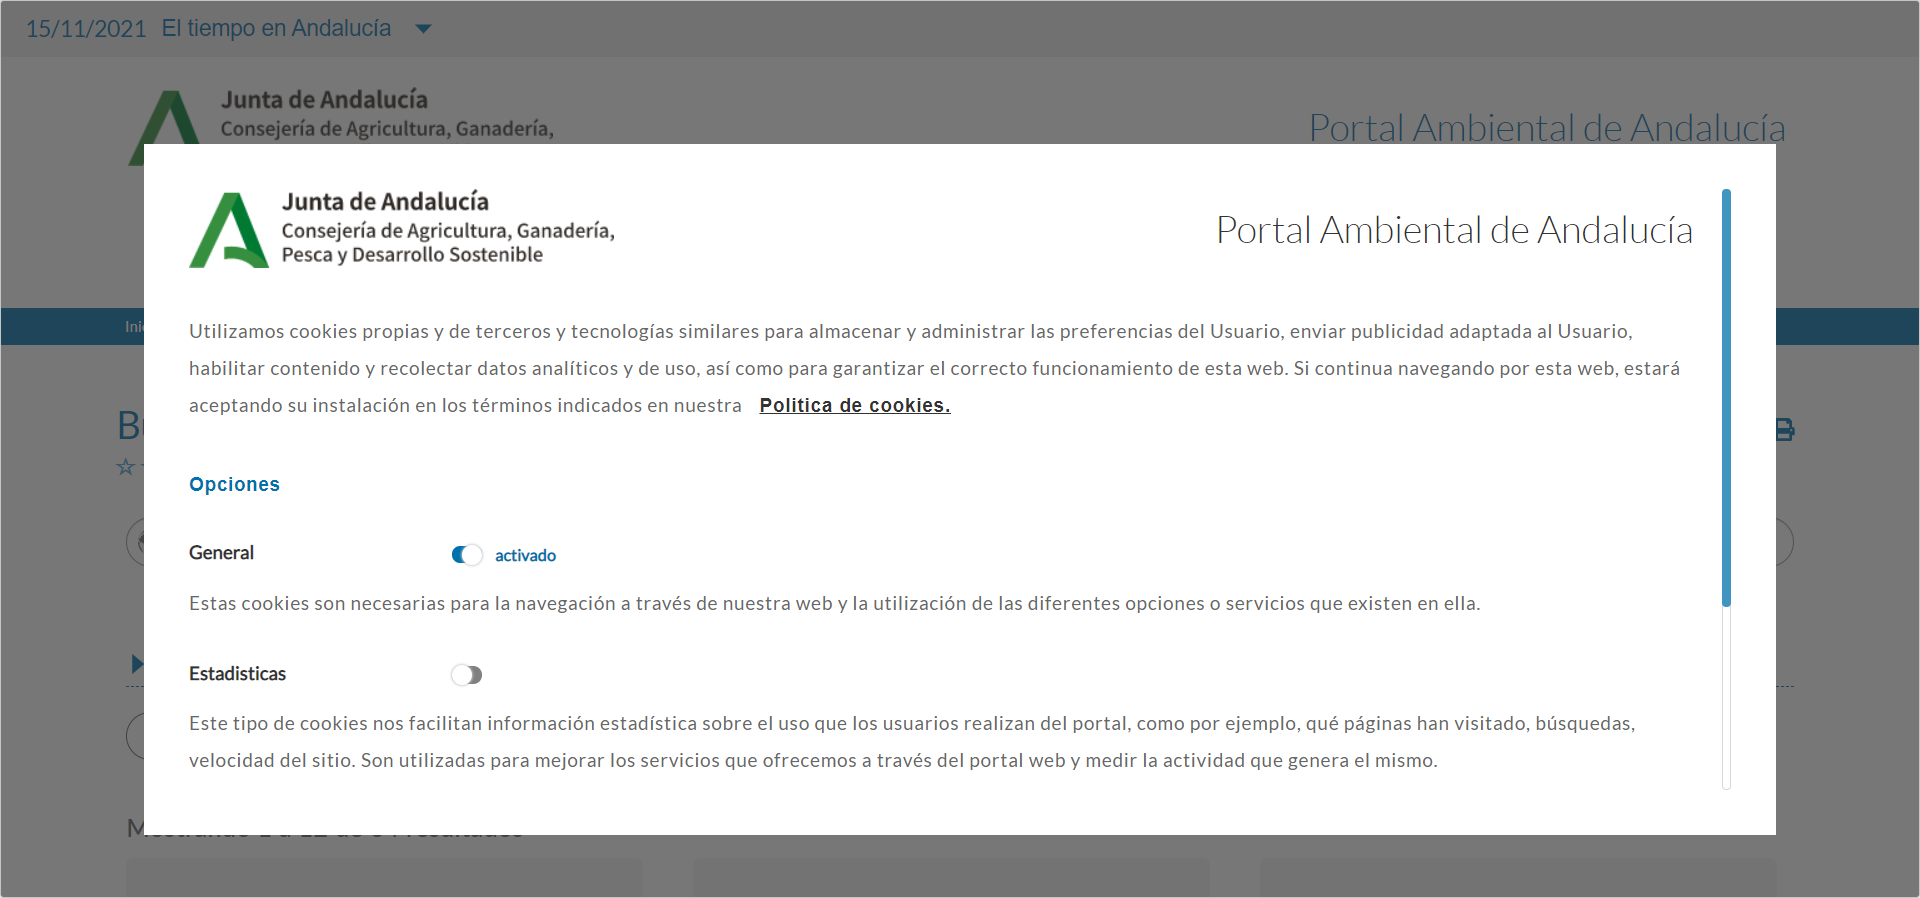 15/11/2021 El tiempo en Andalucía
Junta de Andalucía
Consejería de Agricultura, Ganadería,
Portal Ambiental de Andalucía
Junta de Andalucía
Consejería de Agricultura, Ganadería,
Pesca y Desarrollo Sostenible
Portal Ambiental de Andalucía
Utilizamos cookies propias y de terceros y tecnologías similares para almacenar y administrar las preferencias del Usuario, enviar publicidad adaptada al Usuario,
habilitar contenido y recolectar datos analíticos y de uso, así como para garantizar el correcto funcionamiento de esta web. Si continua navegando por esta web, estará
aceptando su instalación en los términos indicados en nuestra Politica de cookies.
Opciones
General activado
Estas cookies son necesarias para la navegación a través de nuestra web y la utilización de las diferentes opciones o servicios que existen en ella.
Estadisticas
Este tipo de cookies nos facilitan información estadística sobre el uso que los usuarios realizan del portal, como por ejemplo, qué páginas han visitado, búsquedas,
velocidad del sitio. Son utilizadas para mejorar los servicios que ofrecemos a través del portal web y medir la actividad que genera el mismo.